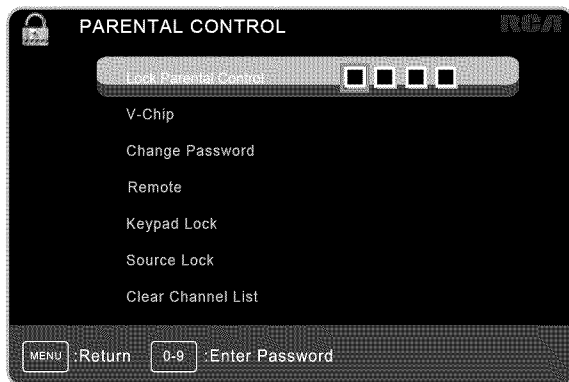 PARENTAL CONTROL
RCA
Lock Parental Control
V-Chip
Change Password
Remote
Keypad Lock
Source Lock
Clear Channel List
MENU :Return 0-9 :Enter Password